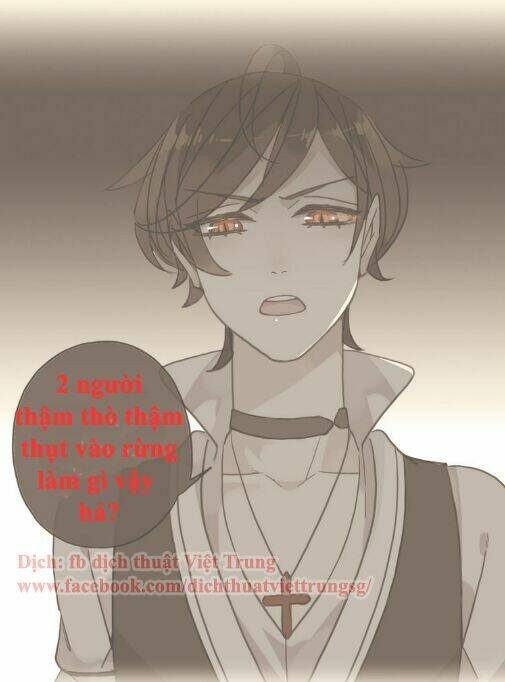 2 người
thậm thò thậm
thụt vào rừng
làm gì vậy
hả?
Dịch: fb dịch thuật Việt Trung
www.facebook.com/dichthuatviettrungsg/